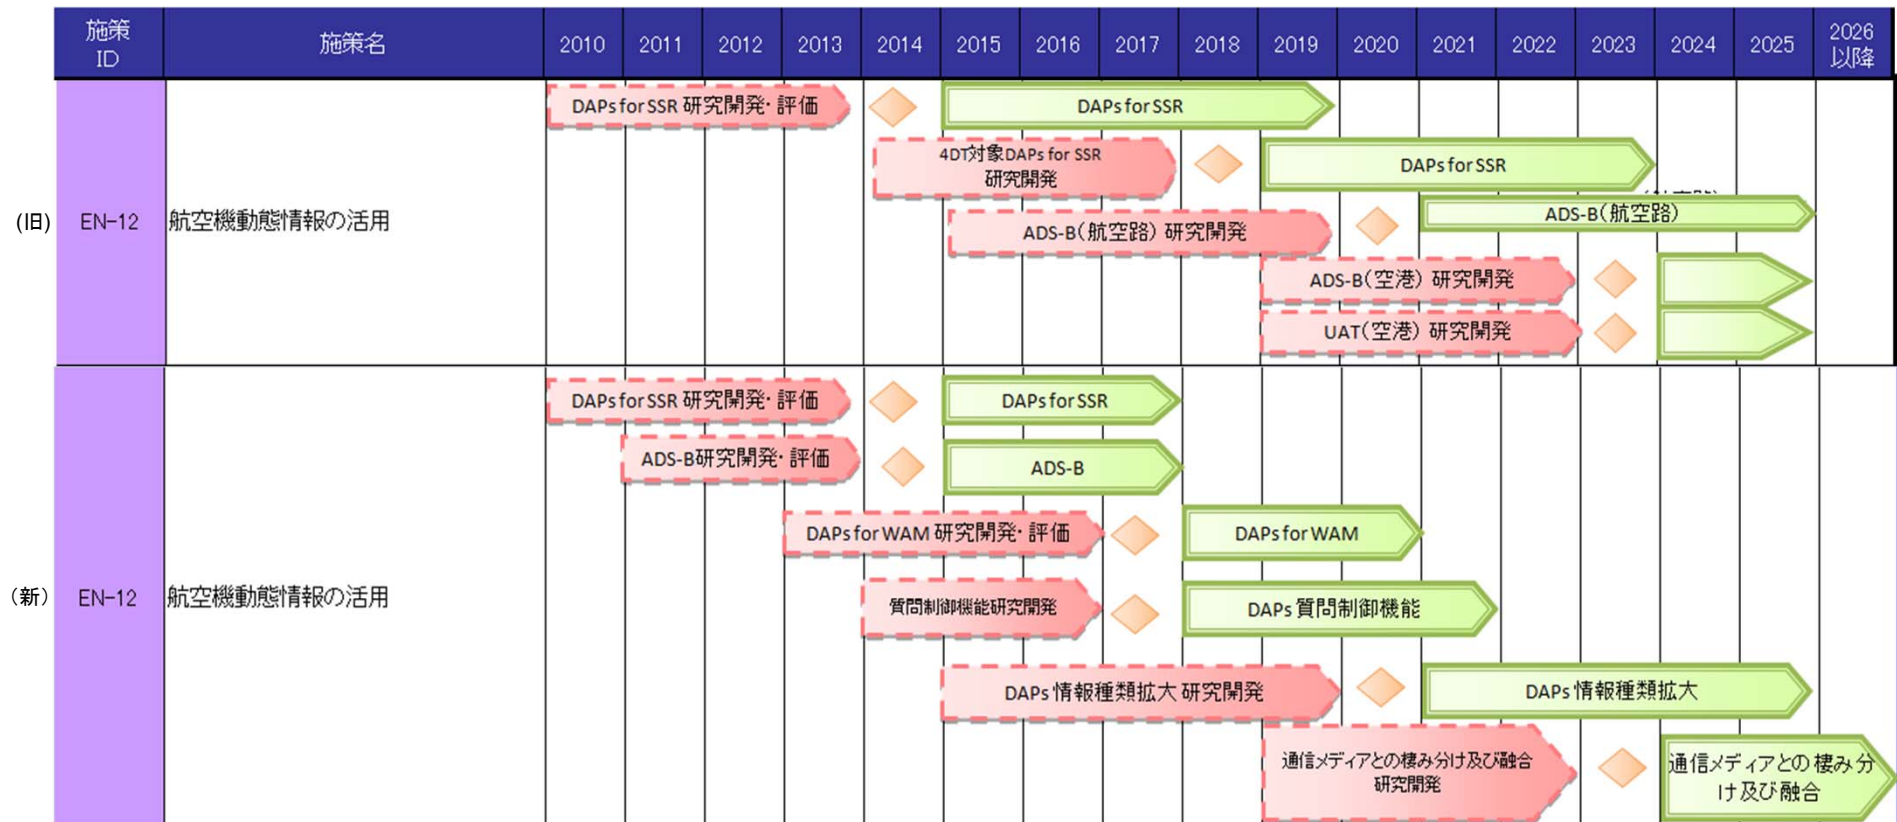 施策
ID
施策名
2010
2011
2012
2013
2014
2015
2016
2017
2018
2019
2020
2021
2022
2023
2024
2025
2026
以降
(旧)
EN-12
航空機動態情報の活用
DAPs for SSR 研究開発・評価
DAPs for SSR
4DT対象DAPs for SSR
研究開発
DAPs for SSR
ADS-B(航空路) 研究開発
ADS-B(航空路)
ADS-B(空港) 研究開発
UAT(空港) 研究開発
(新)
EN-12
航空機動態情報の活用
DAPs for SSR 研究開発・評価
DAPs for SSR
ADS-B研究開発・評価
ADS-B
DAPs for WAM 研究開発・評価
DAPs for WAM
質問制御機能研究開発
DAPs 質問制御機能
DAPs 情報種類拡大 研究開発
DAPs 情報種類拡大
通信メディアとの棲み分け及び融合
研究開発
通信メディアとの棲み分
け及び融合